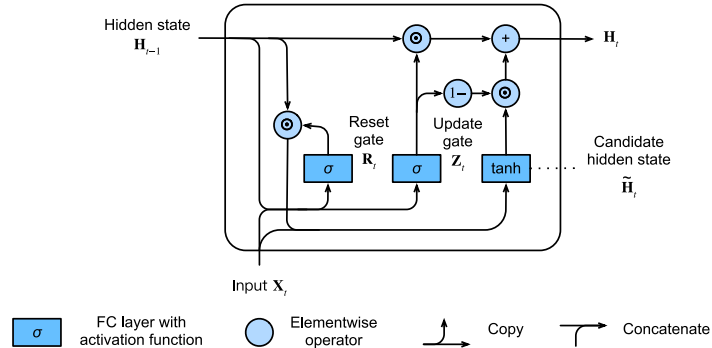 Hidden state
H_{t−1}
H_t
+
1−
Reset
gate
R_t
Update
gate
Z_t
σ
σ
tanh
Candidate
hidden state
H̃_t
Input X_t
σ
FC layer with
activation function
Elementwise
operator
Copy
Concatenate